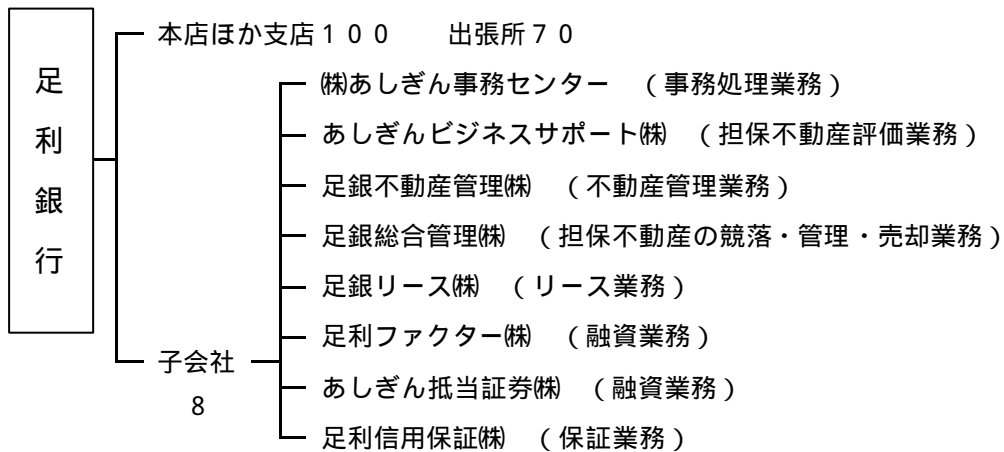 足利銀行
本店ほか支店１００　　出張所７０
㈱あしぎん事務センター　（事務処理業務）
あしぎんビジネスサポート㈱　（担保不動産評価業務）
足銀不動産管理㈱　（不動産管理業務）
足銀総合管理㈱　（担保不動産の競落・管理・売却業務）
足銀リース㈱　（リース業務）
足利ファクター㈱　（融資業務）
子会社
８
あしぎん抵当証券㈱　（融資業務）
足利信用保証㈱　（保証業務）